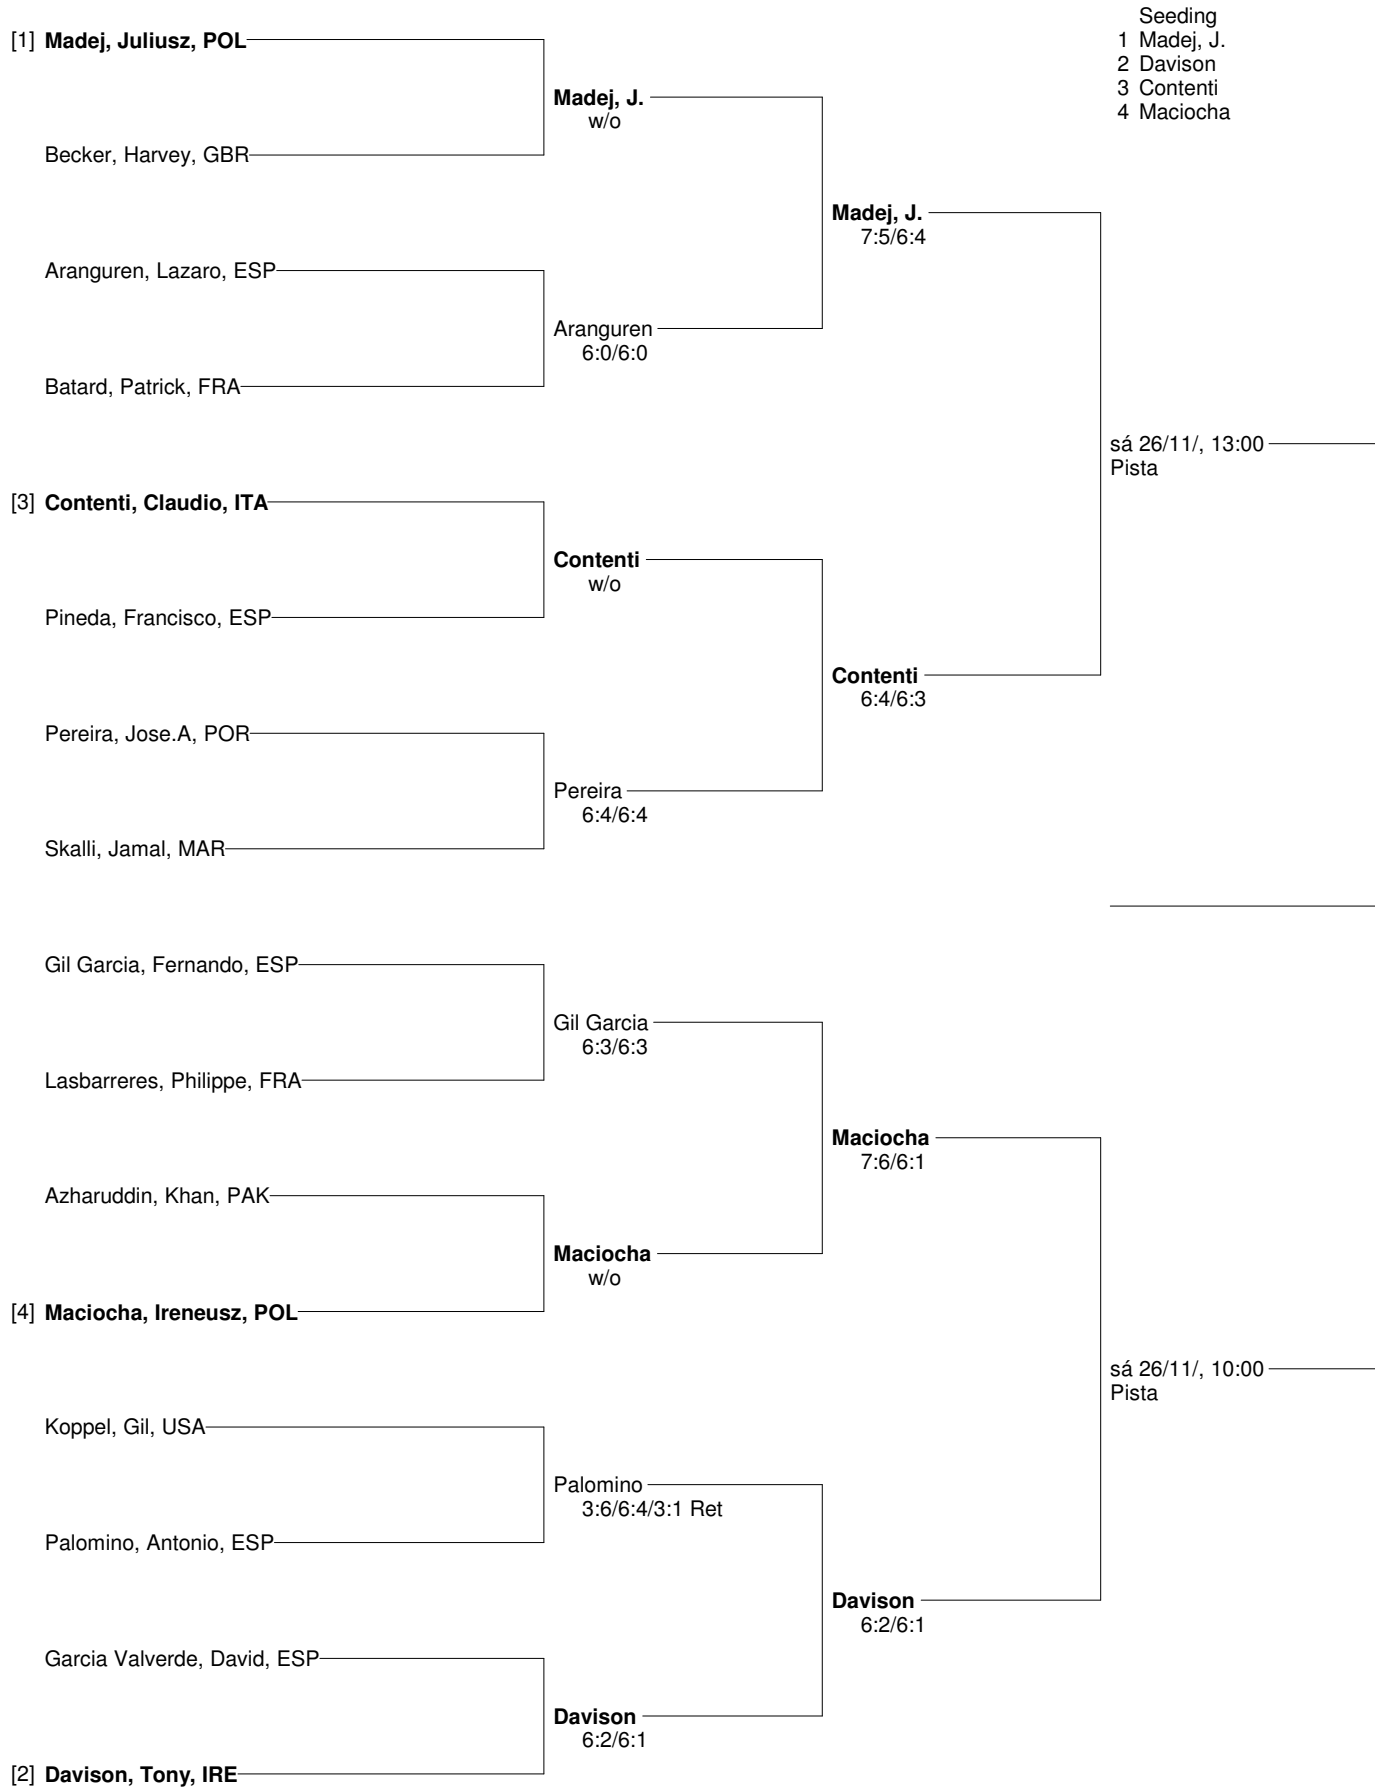 Seeding
1 Madej, J.
2 Davison
3 Contenti
4 Maciocha
[1] Madej, Juliusz, POL
Madej, J.
w/o
Becker, Harvey, GBR
Madej, J.
7:5/6:4
Aranguren, Lazaro, ESP
Aranguren
6:0/6:0
Batard, Patrick, FRA
sá 26/11/, 13:00
Pista
[3] Contenti, Claudio, ITA
Contenti
w/o
Pineda, Francisco, ESP
Contenti
6:4/6:3
Pereira, Jose.A, POR
Pereira
6:4/6:4
Skalli, Jamal, MAR
Gil Garcia, Fernando, ESP
Gil Garcia
6:3/6:3
Lasbarreres, Philippe, FRA
Maciocha
7:6/6:1
Azharuddin, Khan, PAK
Maciocha
w/o
[4] Maciocha, Ireneusz, POL
sá 26/11/, 10:00
Pista
Koppel, Gil, USA
Palomino
3:6/6:4/3:1 Ret
Palomino, Antonio, ESP
Davison
6:2/6:1
Garcia Valverde, David, ESP
Davison
6:2/6:1
[2] Davison, Tony, IRE